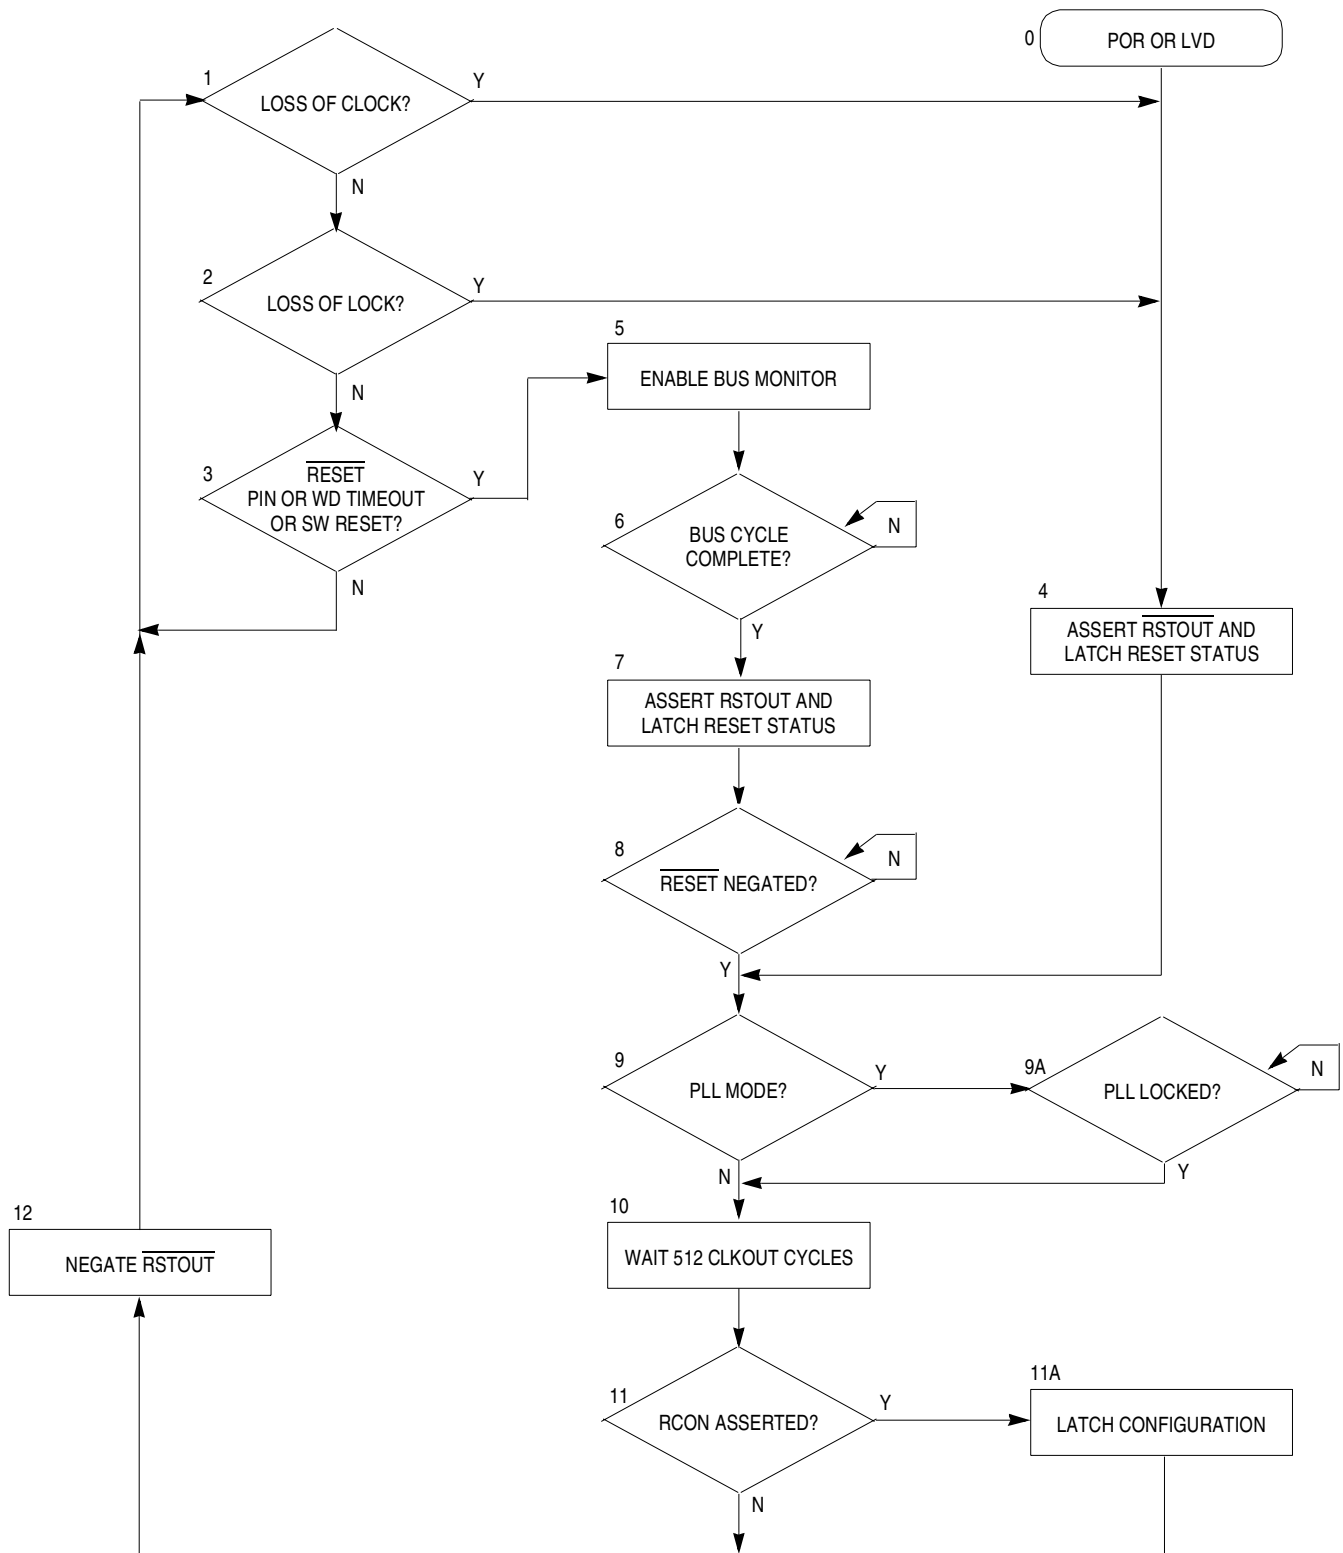 0
POR OR LVD
1
LOSS OF CLOCK?
Y
N
2
LOSS OF LOCK?
Y
N
3
RESET
PIN OR WD TIMEOUT
OR SW RESET?
Y
N
5
ENABLE BUS MONITOR
6
BUS CYCLE
COMPLETE?
N
Y
4
ASSERT RSTOUT AND
LATCH RESET STATUS
7
ASSERT RSTOUT AND
LATCH RESET STATUS
8
RESET NEGATED?
N
Y
9
PLL MODE?
Y
N
9A
PLL LOCKED?
N
Y
10
WAIT 512 CLKOUT CYCLES
12
NEGATE RSTOUT
11
RCON ASSERTED?
Y
N
11A
LATCH CONFIGURATION